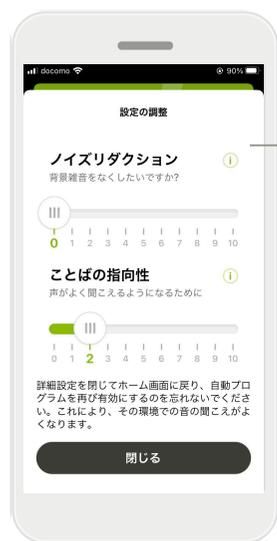 docomo 90%
設定の調整
ノイズリダクション i
背景雑音をなくしたいですか?
0 1 2 3 4 5 6 7 8 9 10
ことばの指向性 i
声がよく聞こえるようになるために
0 1 2 3 4 5 6 7 8 9 10
詳細設定を閉じてホーム画面に戻り、自動プロ
グラムを再び有効にするのを忘れないでくださ
い。これにより、その環境での音の聞こえがよ
くなります。
閉じる